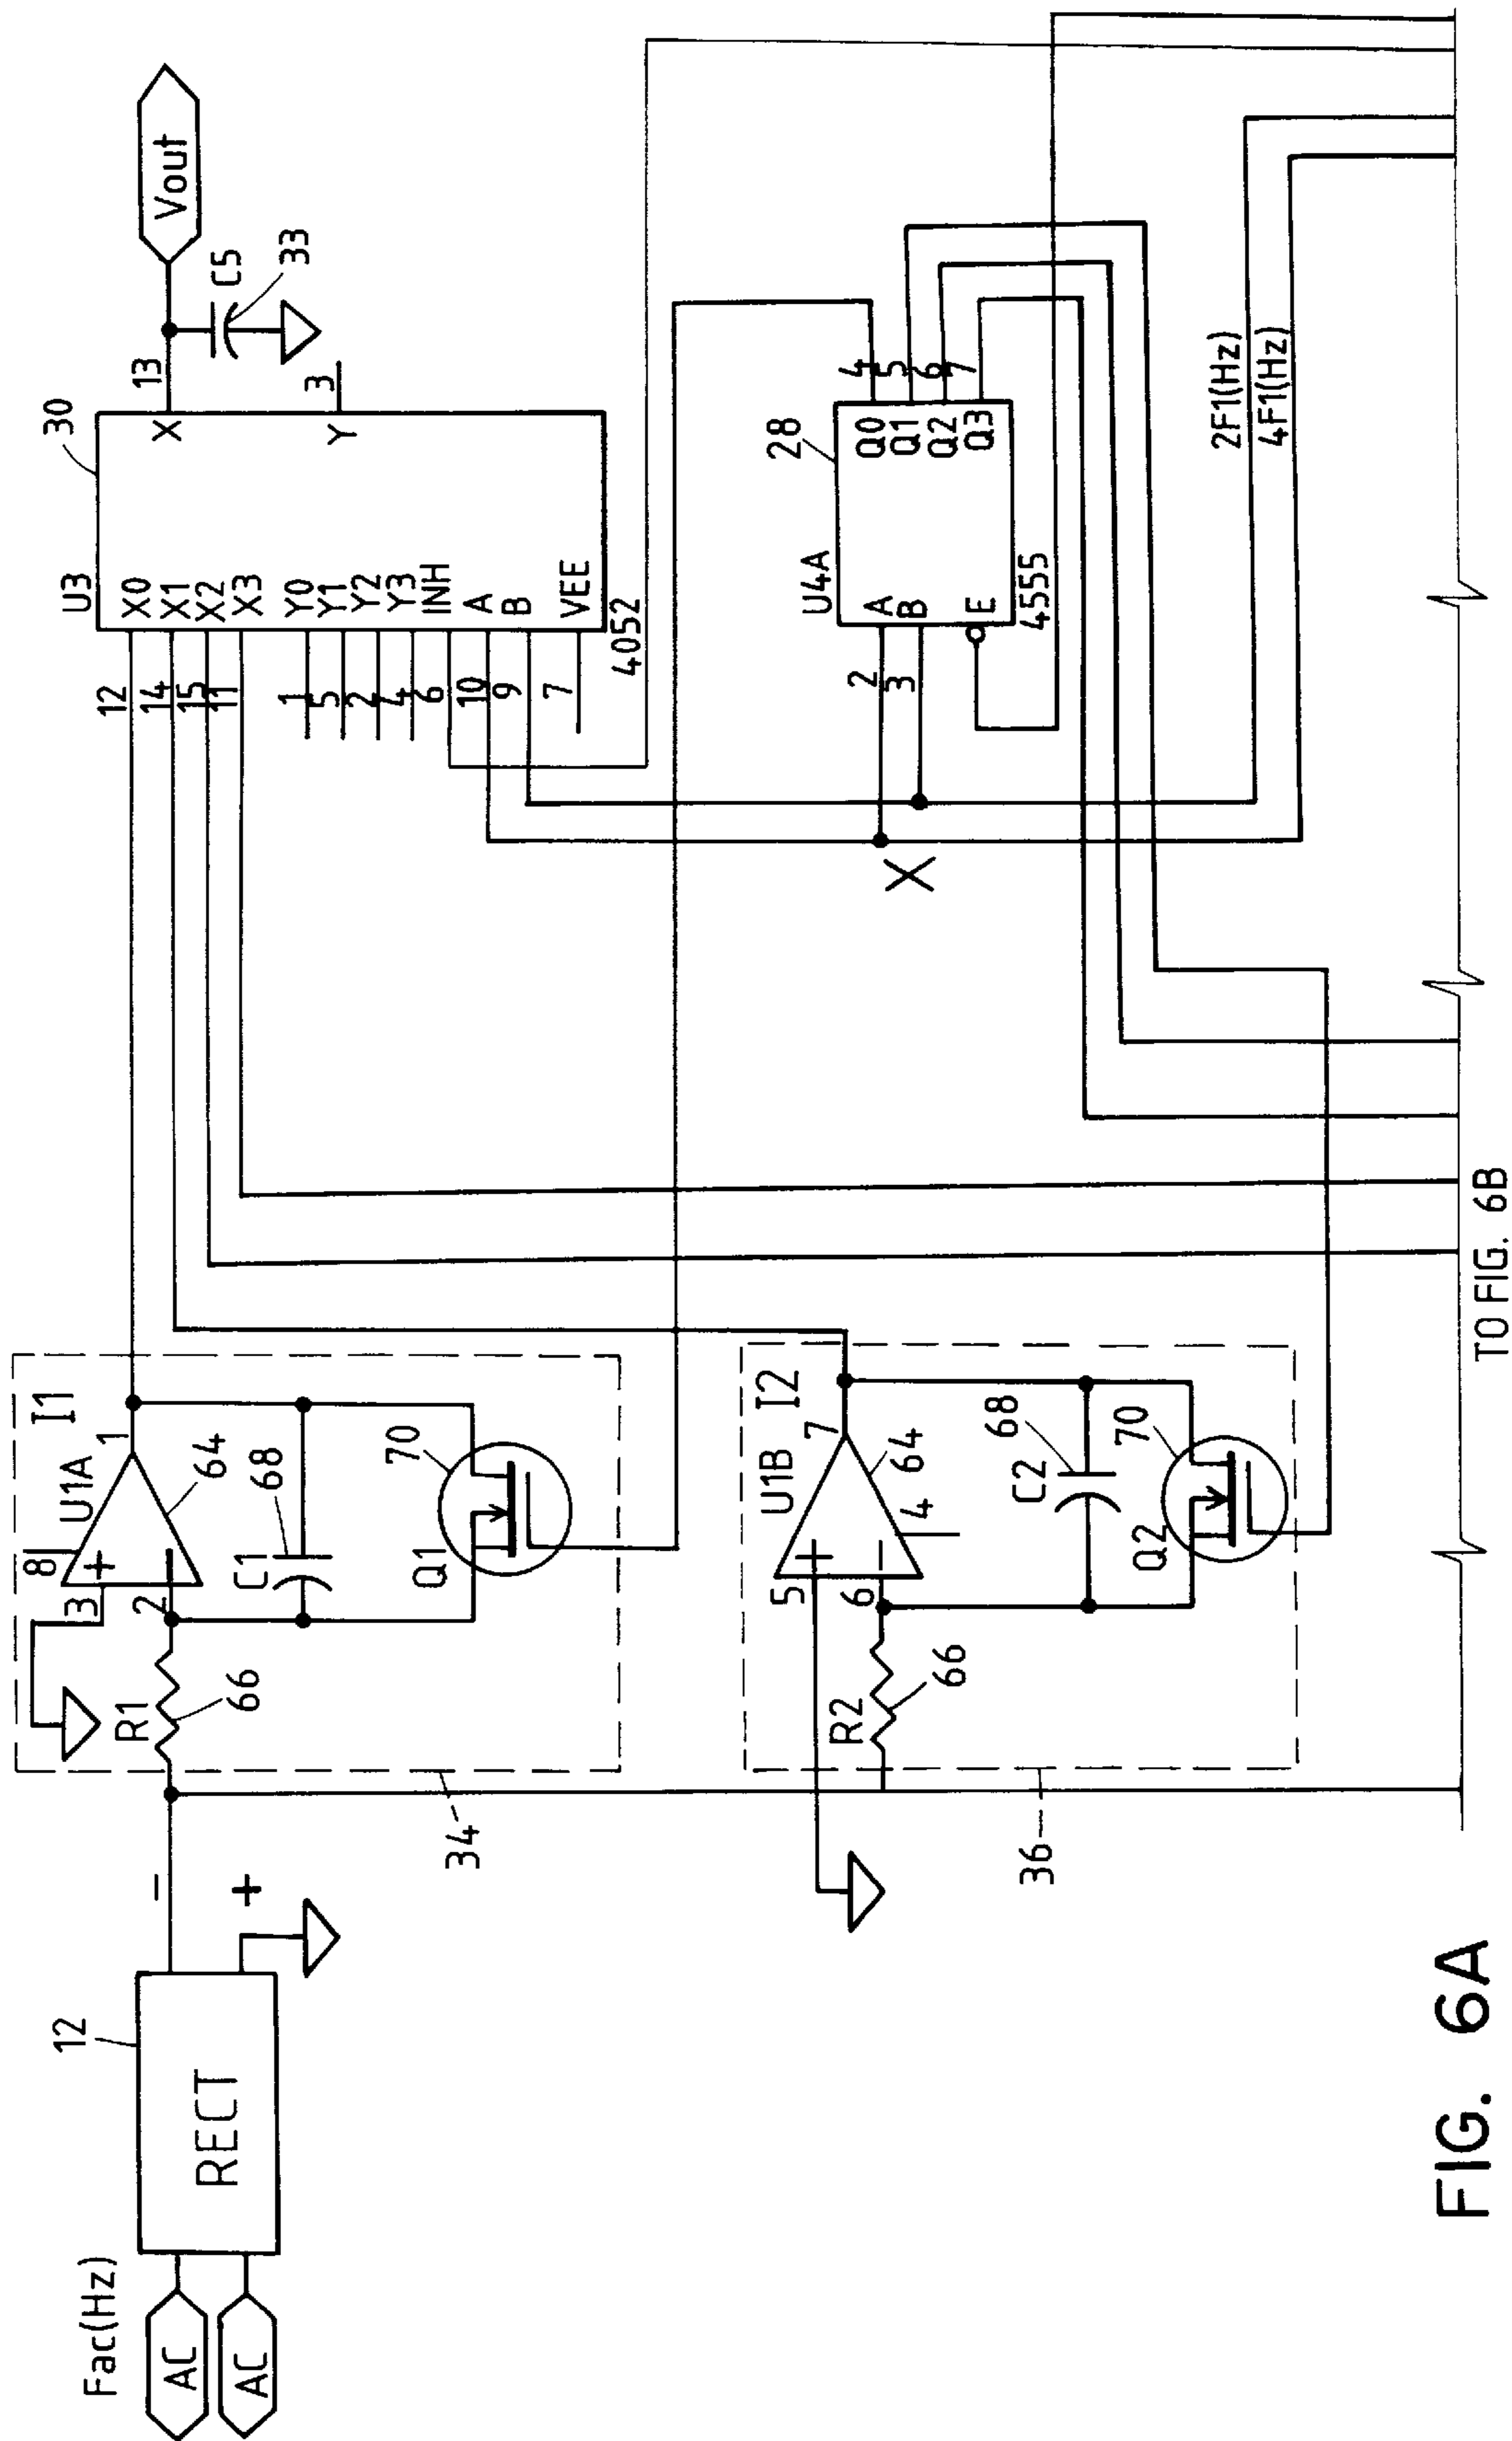 Fac(Hz)
AC
AC
12
RECT
−
+
34
I1
U1A
8
3
+
2
−
1
64
R1
66
C1
68
Q1
70
36
I2
U1B
5
+
6
−
7
64
4
R2
66
C2
68
Q2
70
30
U3
12 X0
14 X1
15 X2
11 X3
1 Y0
5 Y1
2 Y2
4 Y3
6 INH
10 A
9 B
7 VEE
4052
X 13
Y 3
Vout
C5
33
28
U4A
2 A
3 B
E
4555
Q0 4
Q1 5
Q2 6
Q3 7
X
2F1(Hz)
4F1(Hz)
TO FIG. 6B
FIG. 6A